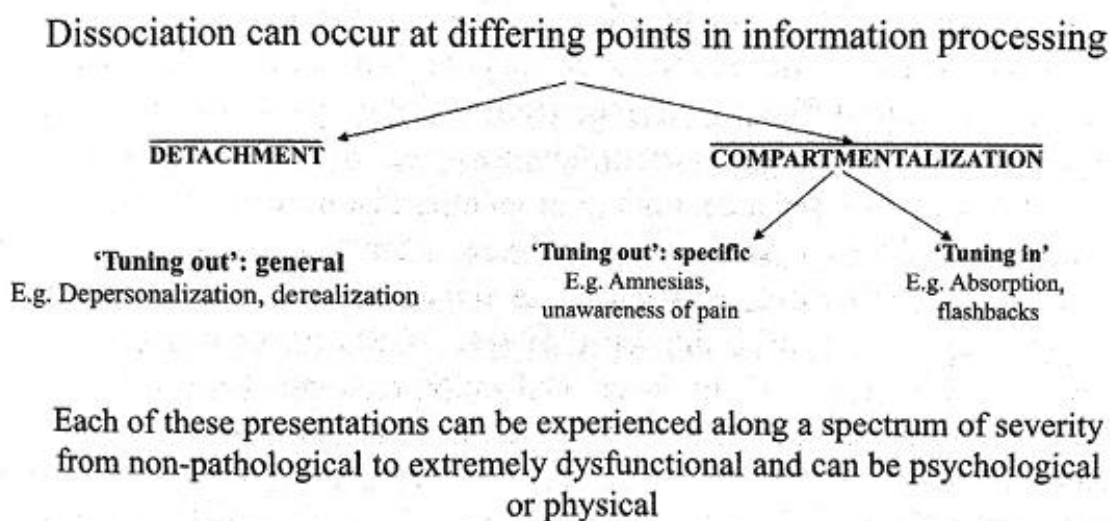 Dissociation can occur at differing points in information processing
DETACHMENT
COMPARTMENTALIZATION
'Tuning out': general
E.g. Depersonalization, derealization
'Tuning out': specific
E.g. Amnesias,
unawareness of pain
'Tuning in'
E.g. Absorption,
flashbacks
Each of these presentations can be experienced along a spectrum of severity
from non-pathological to extremely dysfunctional and can be psychological
or physical